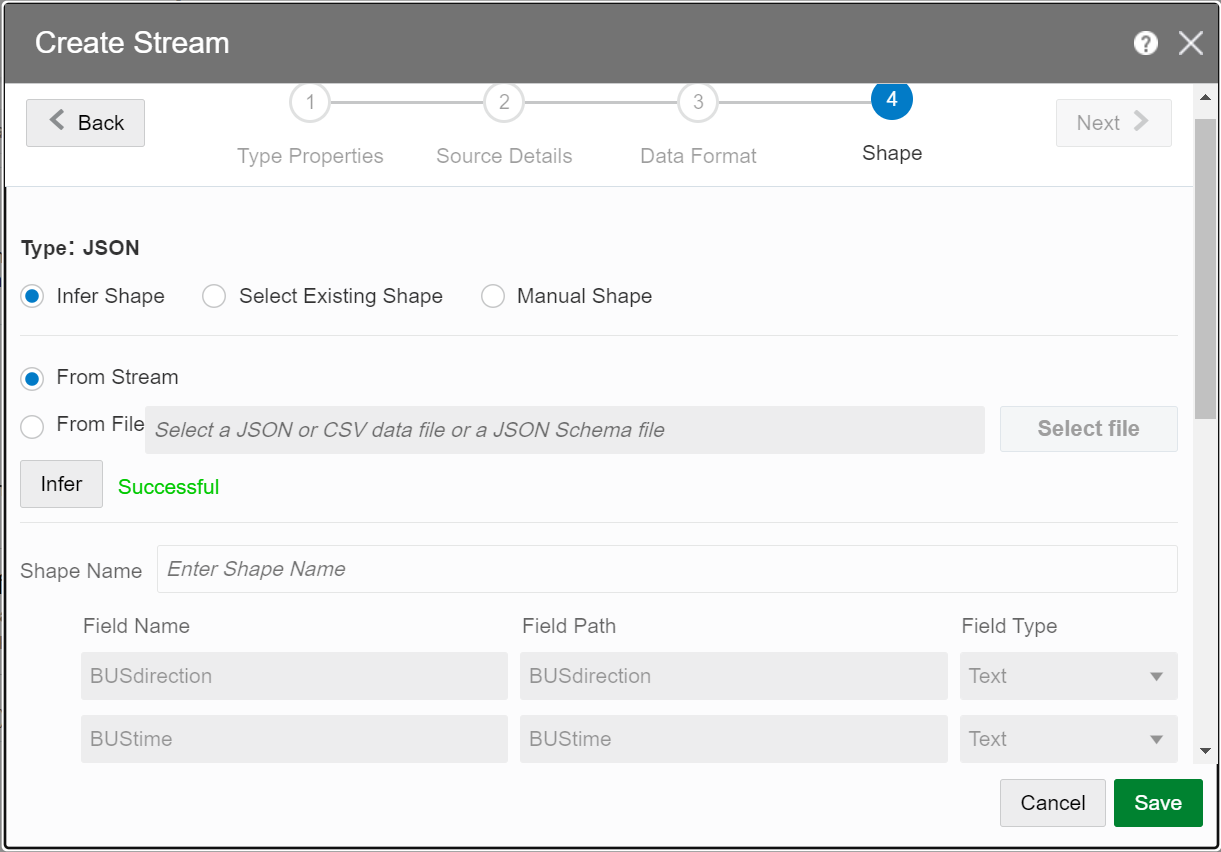 Create Stream
?
Back
1
2
3
4
Next
Type Properties
Source Details
Data Format
Shape
Type: JSON
Infer Shape
Select Existing Shape
Manual Shape
From Stream
From File
Select a JSON or CSV data file or a JSON Schema file
Select file
Infer
Successful
Shape Name
Enter Shape Name
Field Name
Field Path
Field Type
BUSdirection
BUSdirection
Text
BUStime
BUStime
Text
Cancel
Save